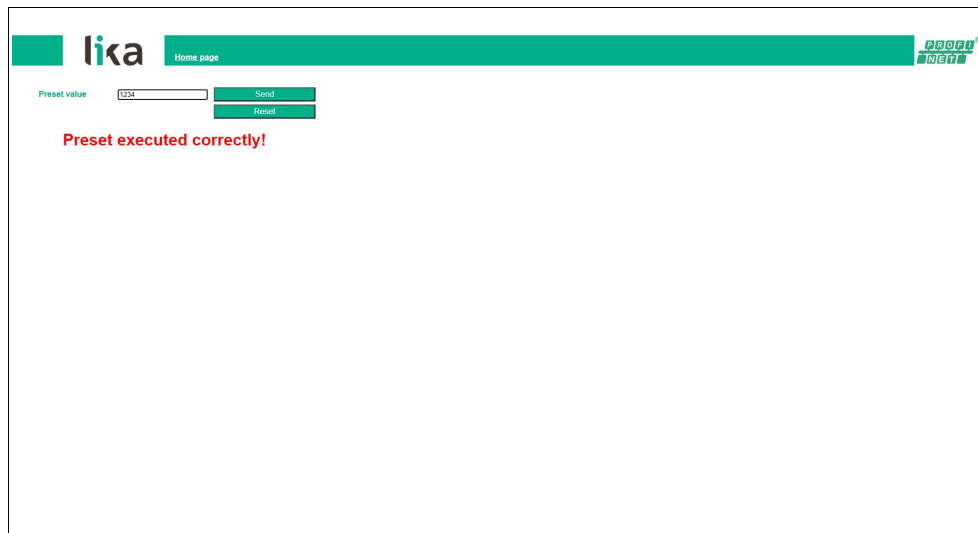 lika
Home page
PROFI®
NET
Preset value 1234 Send
Reset
Preset executed correctly!